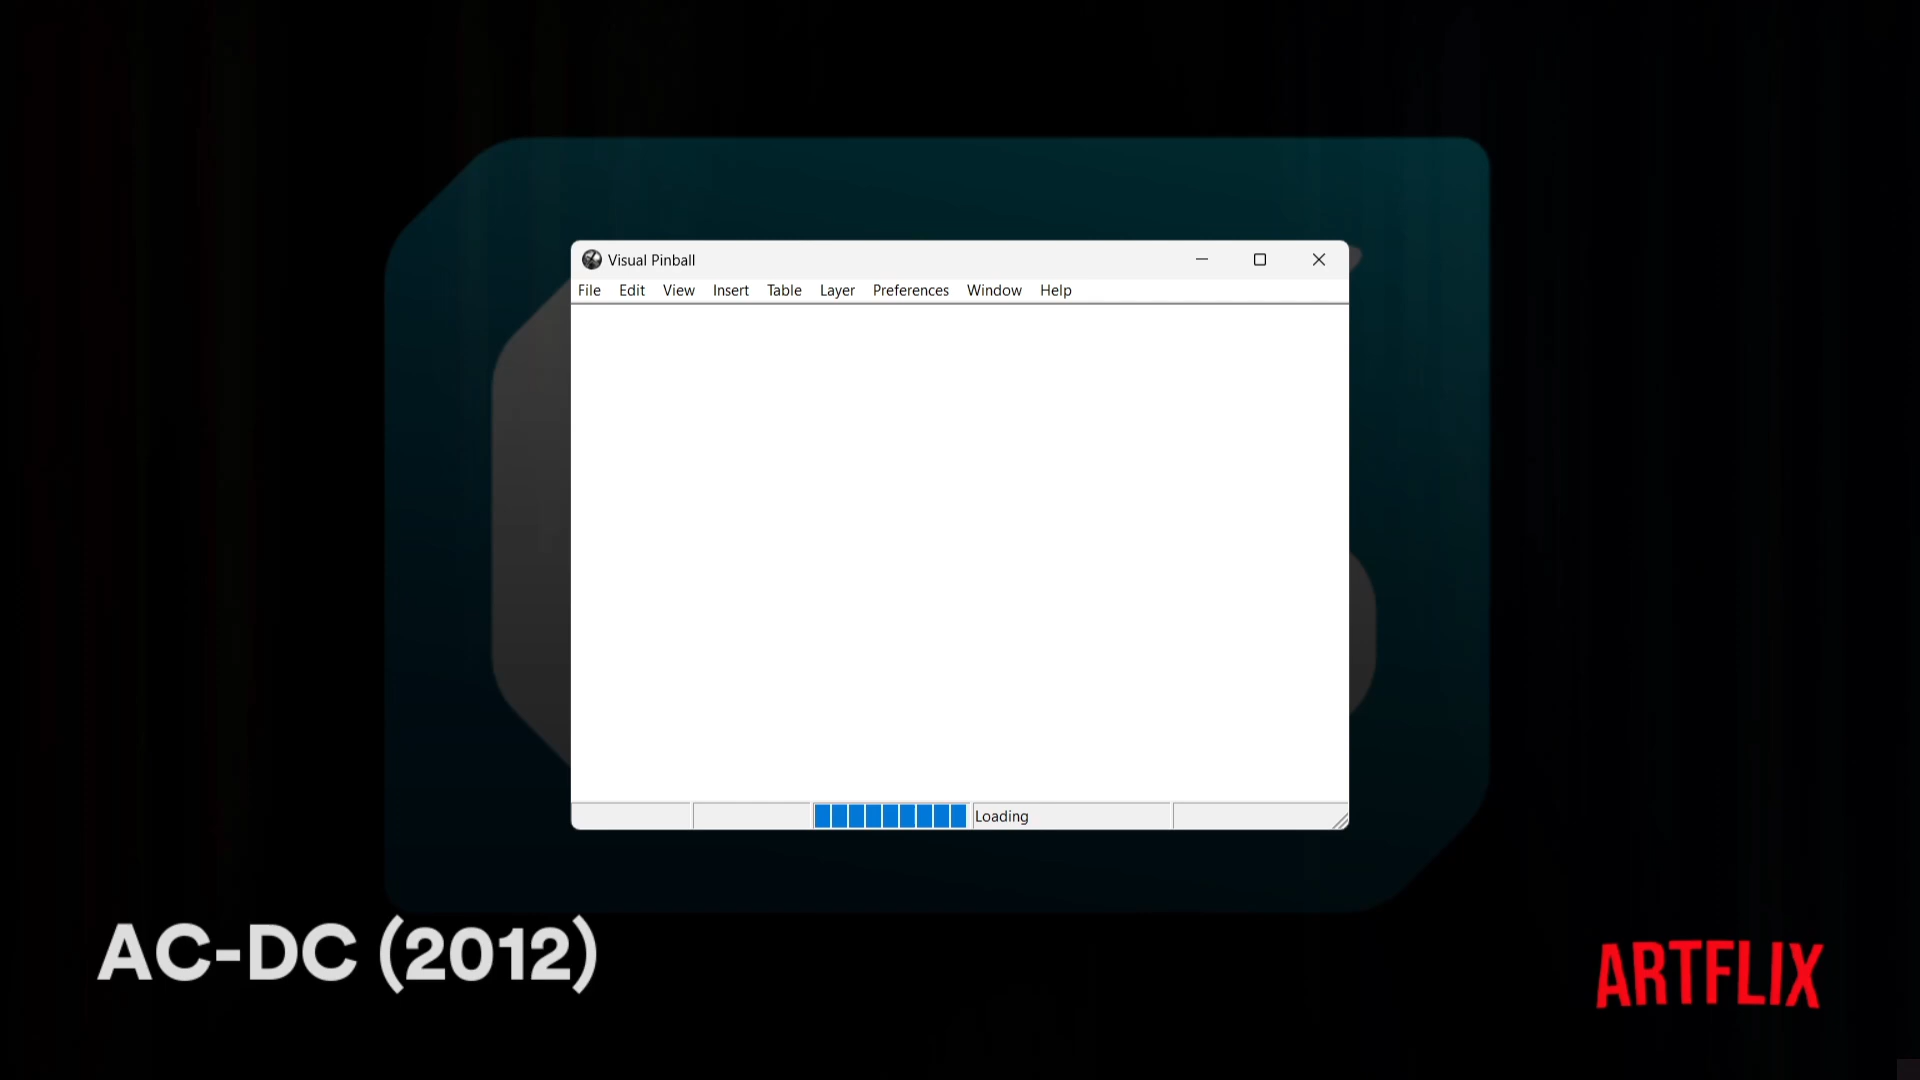 Visual Pinball
File Edit View Insert Table Layer Preferences Window Help
Loading
AC-DC (2012)
ARTFLIX